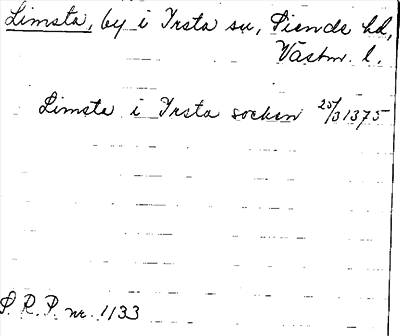 Limsta, by i Irsta sn, Siende hd,
Västm. l.
Limsta i Irsta socken 25/3 1375
S. R. P. nr. 1133